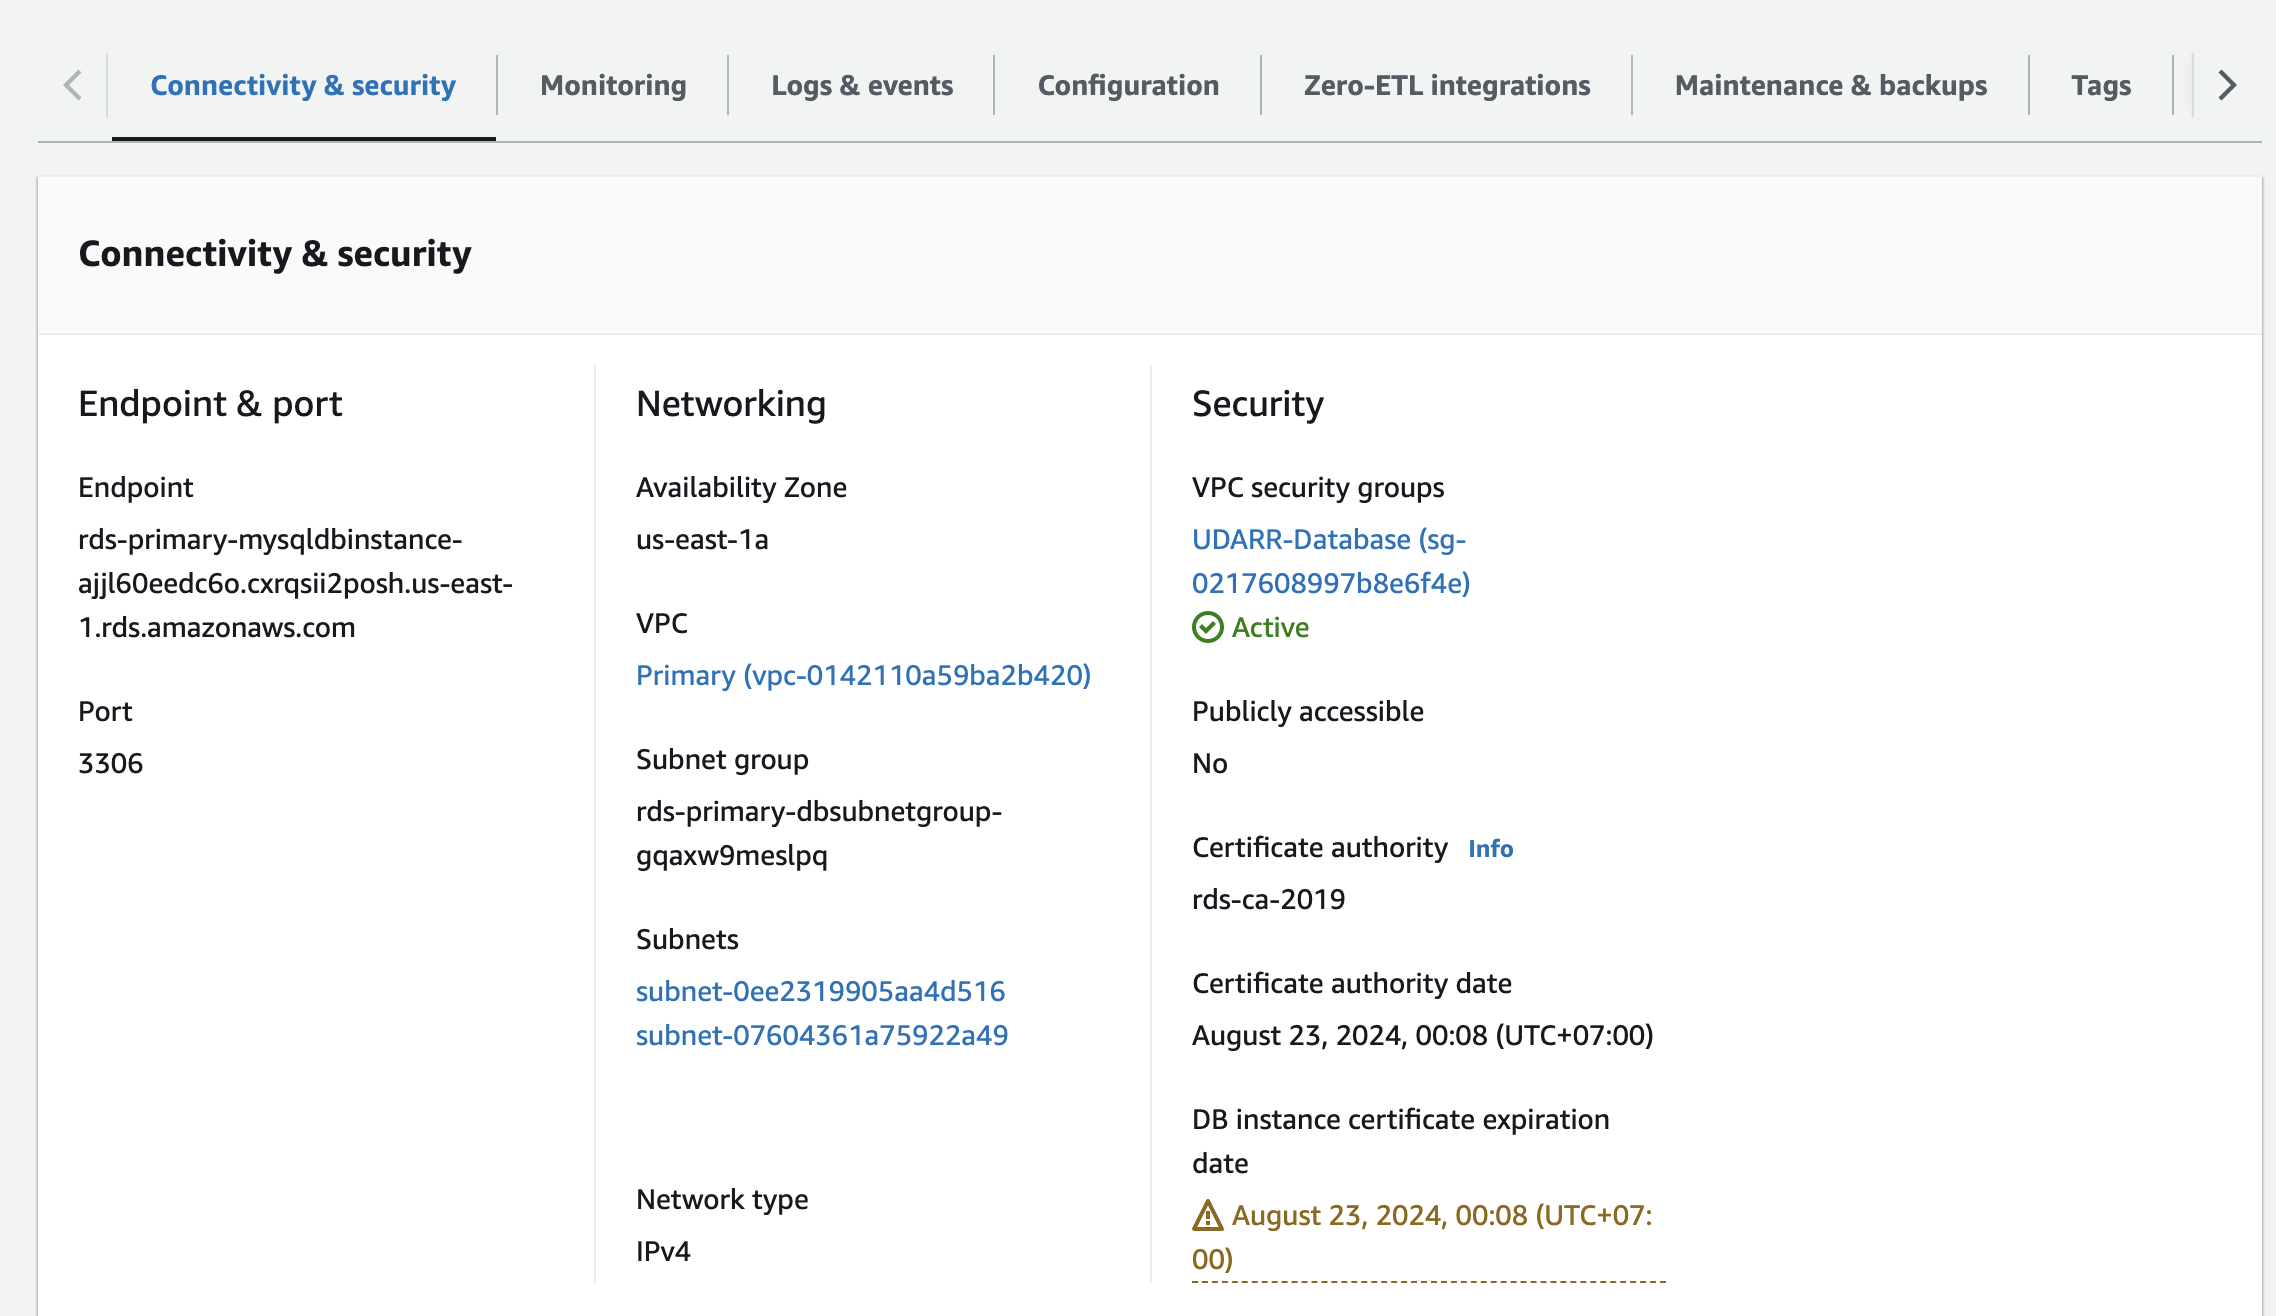 Connectivity & security
Monitoring
Logs & events
Configuration
Zero-ETL integrations
Maintenance & backups
Tags
Connectivity & security
Endpoint & port
Endpoint
rds-primary-mysqldbinstance-
ajjl60eedc6o.cxrqsii2posh.us-east-
1.rds.amazonaws.com
Port
3306
Networking
Availability Zone
us-east-1a
VPC
Primary (vpc-0142110a59ba2b420)
Subnet group
rds-primary-dbsubnetgroup-
gqaxw9meslpq
Subnets
subnet-0ee2319905aa4d516
subnet-07604361a75922a49
Network type
IPv4
Security
VPC security groups
UDARR-Database (sg-
0217608997b8e6f4e)
Active
Publicly accessible
No
Certificate authority Info
rds-ca-2019
Certificate authority date
August 23, 2024, 00:08 (UTC+07:00)
DB instance certificate expiration
date
August 23, 2024, 00:08 (UTC+07:
00)